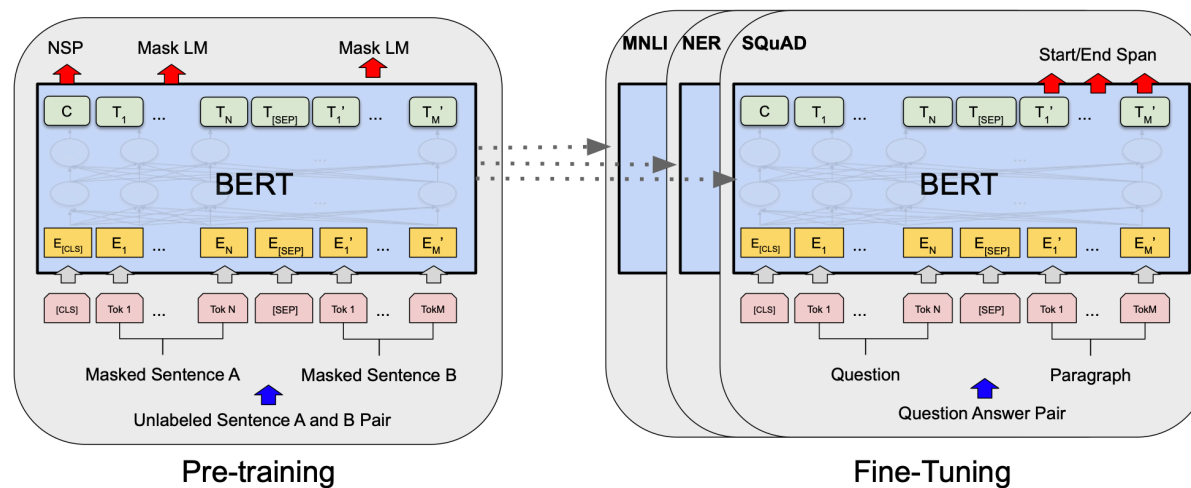 NSP Mask LM Mask LM
C T1 ... TN T[SEP] T1' ... TM'
...
BERT
...
E[CLS] E1 ... EN E[SEP] E1' ... EM'
[CLS] Tok 1 ... Tok N [SEP] Tok 1 ... TokM
Masked Sentence A Masked Sentence B
Unlabeled Sentence A and B Pair
Pre-training
MNLI NER SQuAD
Start/End Span
C T1 ... TN T[SEP] T1' ... TM'
...
BERT
...
E[CLS] E1 ... EN E[SEP] E1' ... EM'
[CLS] Tok 1 ... Tok N [SEP] Tok 1 ... TokM
Question Paragraph
Question Answer Pair
Fine-Tuning